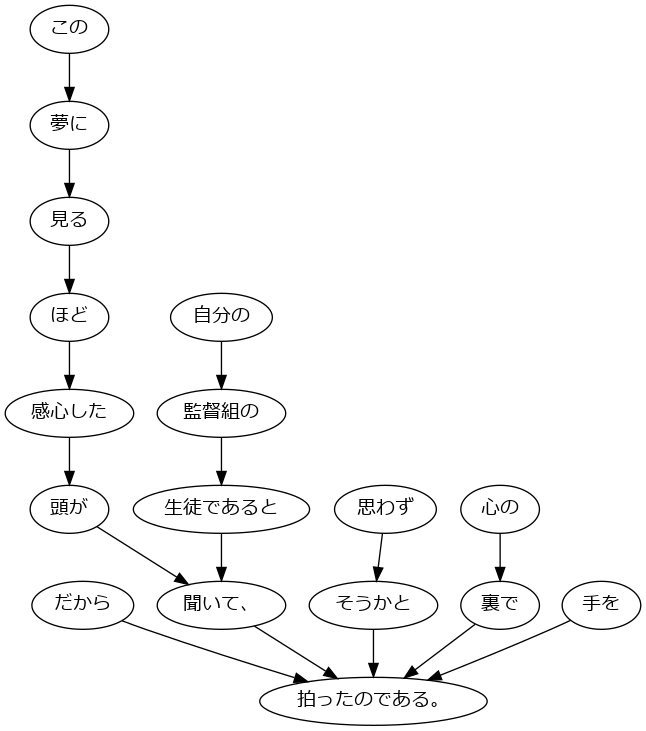 この
夢に
見る
ほど
自分の
感心した
監督組の
頭が
生徒であると
思わず
心の
だから
聞いて、
そうかと
裏で
手を
拍ったのである。